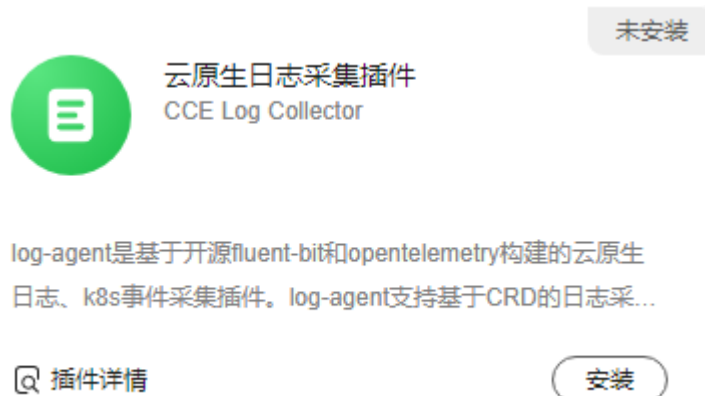 未安装
云原生日志采集插件
CCE Log Collector
log-agent是基于开源fluent-bit和opentelemetry构建的云原生
日志、k8s事件采集插件。log-agent支持基于CRD的日志采...
插件详情
安装